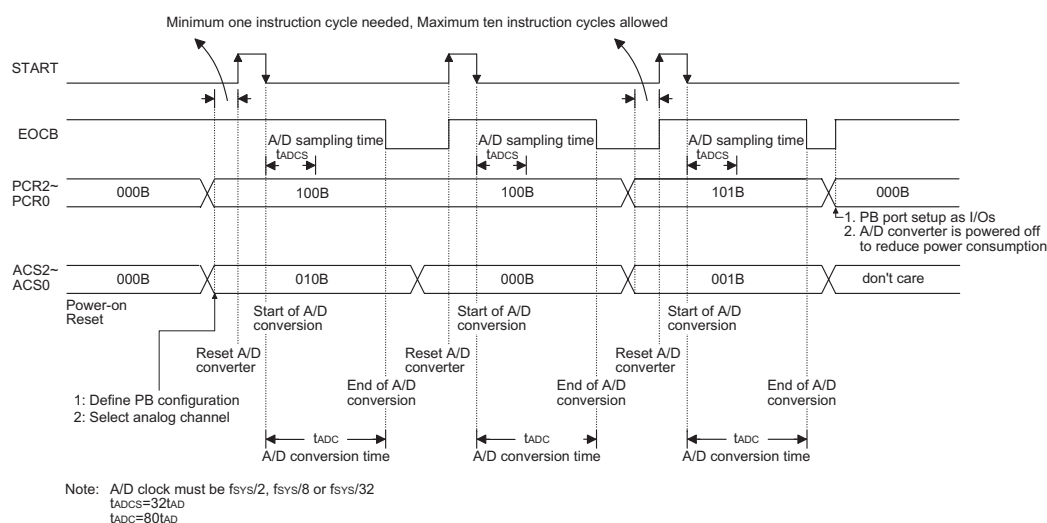 Minimum one instruction cycle needed, Maximum ten instruction cycles allowed
START
EOCB
A/D sampling time
tADCS
A/D sampling time
tADCS
A/D sampling time
tADCS
PCR2~
PCR0
000B
100B
100B
101B
000B
1. PB port setup as I/Os
2. A/D converter is powered off
to reduce power consumption
ACS2~
ACS0
000B
010B
000B
001B
don't care
Power-on
Reset
Start of A/D
conversion
Start of A/D
conversion
Start of A/D
conversion
Reset A/D
converter
Reset A/D
converter
Reset A/D
converter
1: Define PB configuration
2: Select analog channel
End of A/D
conversion
End of A/D
conversion
End of A/D
conversion
tADC
A/D conversion time
tADC
A/D conversion time
tADC
A/D conversion time
Note: A/D clock must be fSYS/2, fSYS/8 or fSYS/32
tADCS=32tAD
tADC=80tAD